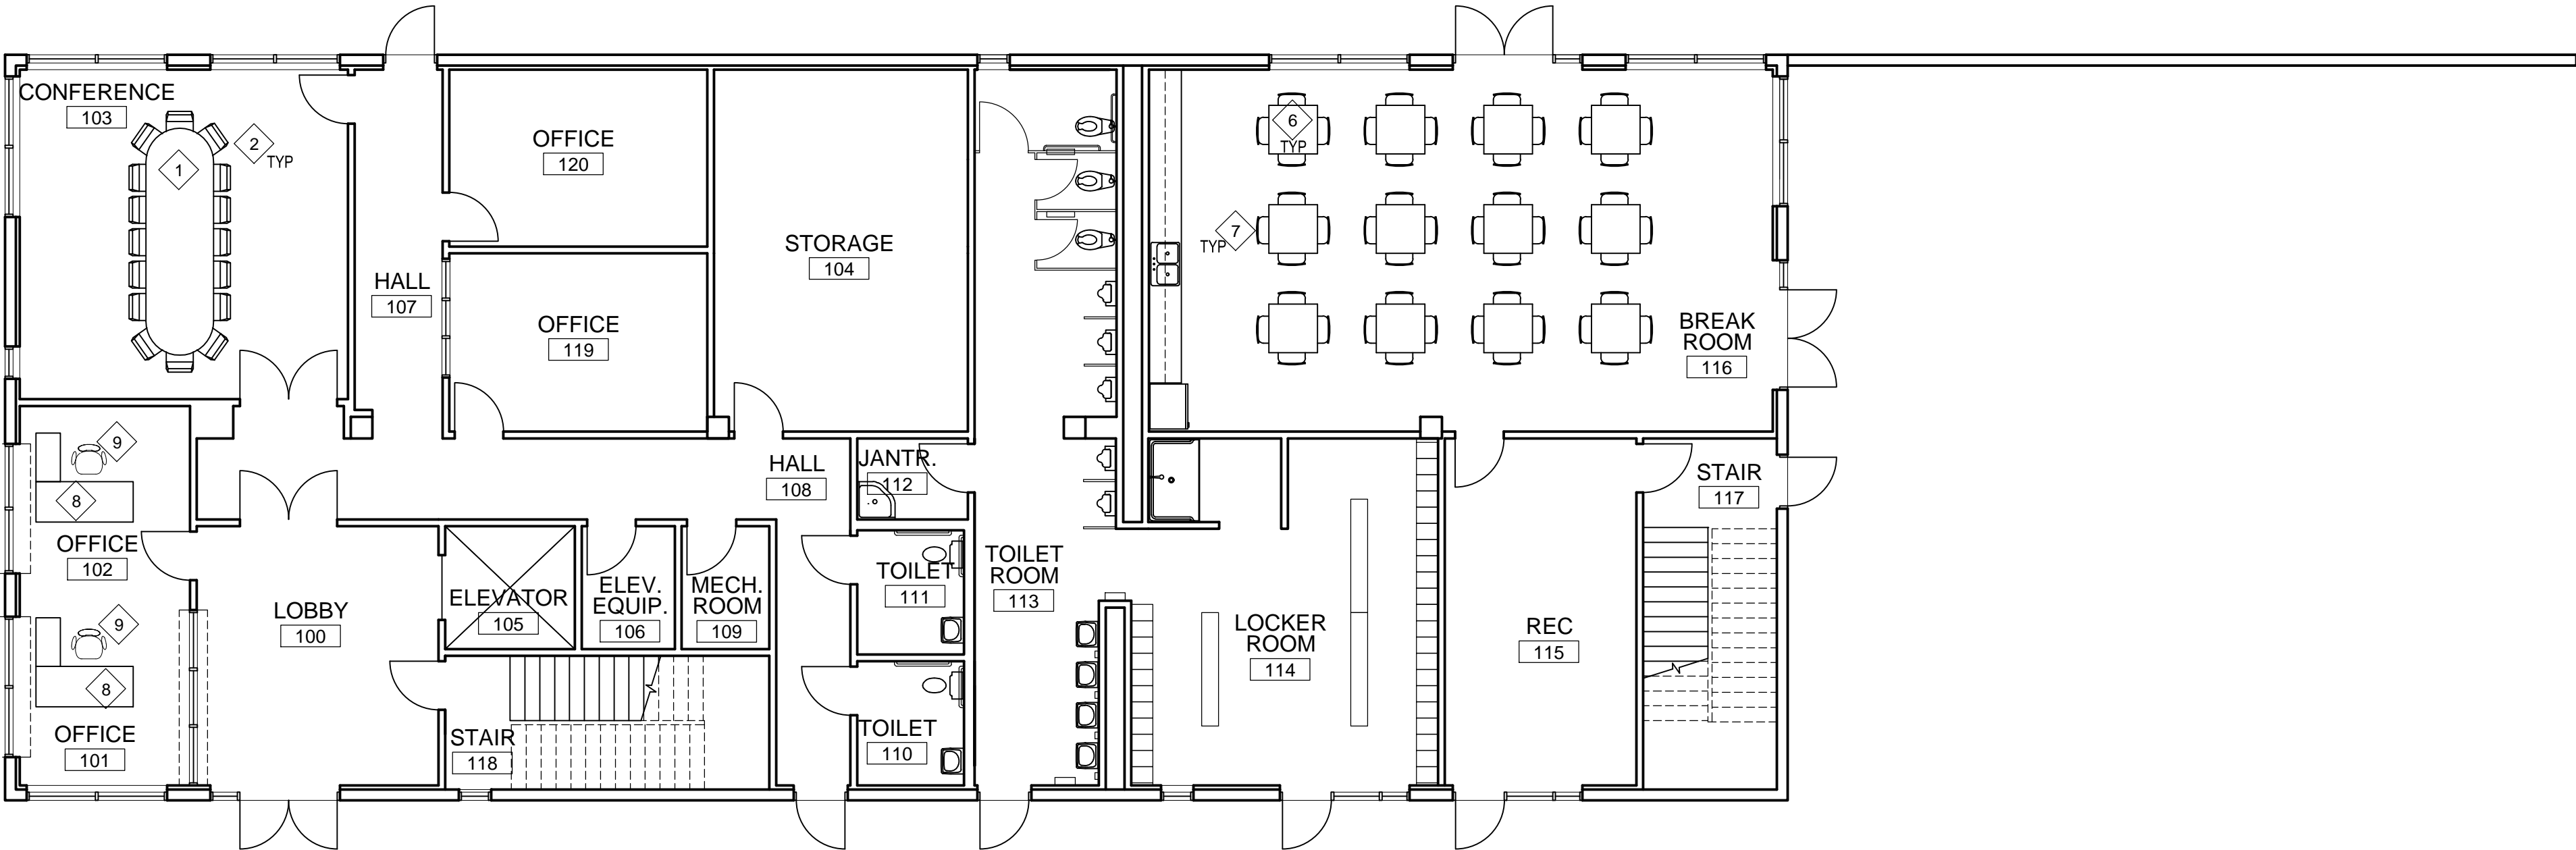 CONFERENCE
103
1
2
TYP
OFFICE
120
STORAGE
104
6
TYP
7
TYP
HALL
107
OFFICE
119
BREAK
ROOM
116
9
8
OFFICE
102
HALL
108
JANTR.
112
STAIR
117
LOBBY
100
ELEVATOR
105
ELEV.
EQUIP.
106
MECH.
ROOM
109
TOILET
111
TOILET
ROOM
113
LOCKER
ROOM
114
REC
115
9
8
OFFICE
101
STAIR
118
TOILET
110